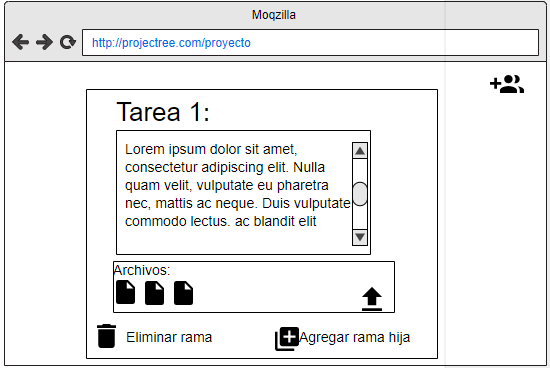 Moqzilla
http://projectree.com/proyecto
Tarea 1:
Lorem ipsum dolor sit amet,
consectetur adipiscing elit. Nulla
quam velit, vulputate eu pharetra
nec, mattis ac neque. Duis vulputate
commodo lectus. ac blandit elit
Archivos:
Eliminar rama
Agregar rama hija